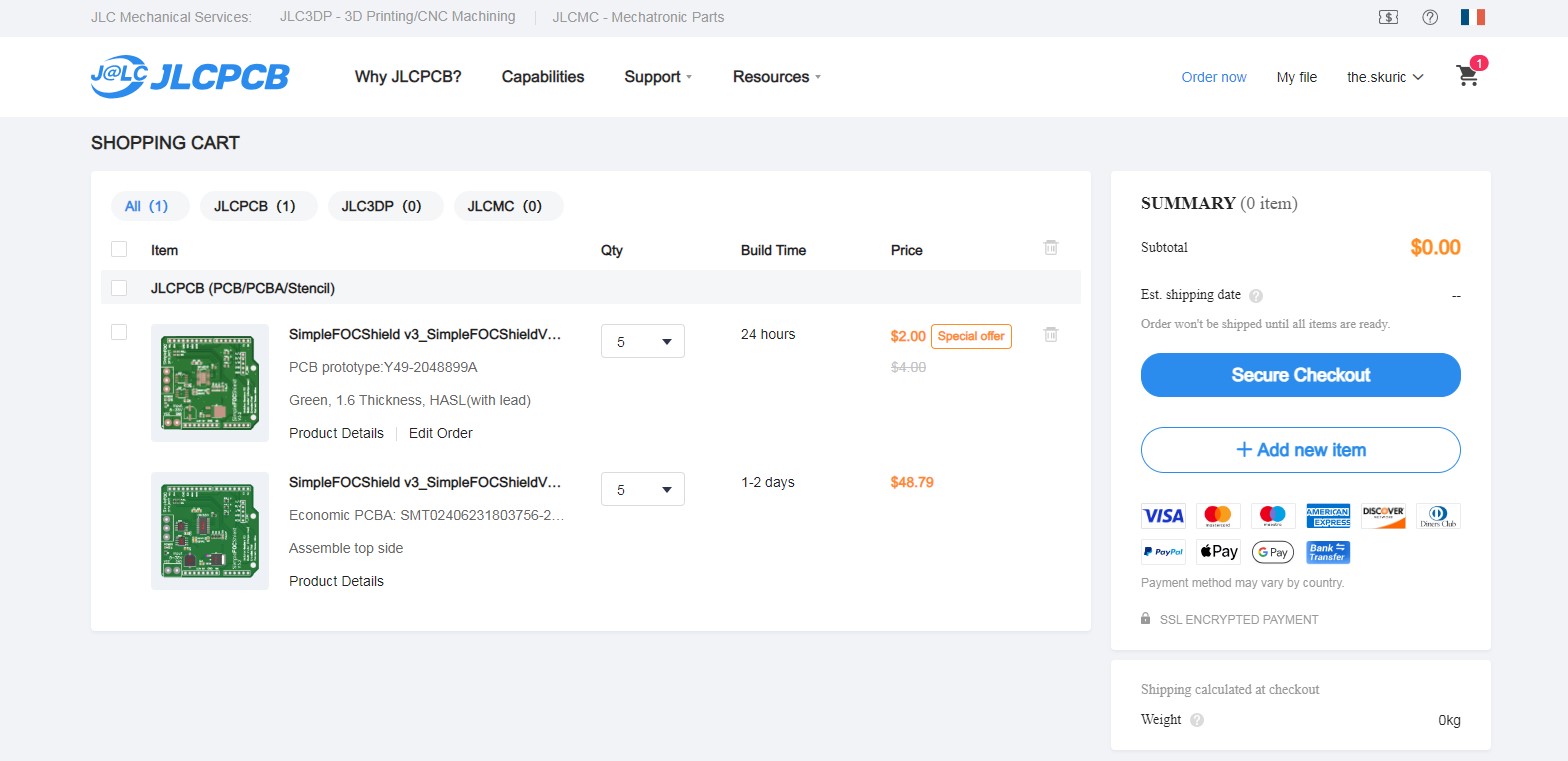 JLC Mechanical Services: JLC3DP - 3D Printing/CNC Machining JLCMC - Mechatronic Parts
J@LC JLCPCB Why JLCPCB? Capabilities Support Resources Order now My file the.skuric 1
SHOPPING CART
All (1) JLCPCB (1) JLC3DP (0) JLCMC (0)
Item Qty Build Time Price
JLCPCB (PCB/PCBA/Stencil)
SimpleFOCShield v3_SimpleFOCShieldV... 5 24 hours $2.00 Special offer
PCB prototype:Y49-2048899A $4.00
Green, 1.6 Thickness, HASL(with lead)
Product Details Edit Order
SimpleFOCShield v3_SimpleFOCShieldV... 5 1-2 days $48.79
Economic PCBA: SMT02406231803756-2...
Assemble top side
Product Details
SUMMARY (0 item)
Subtotal $0.00
Est. shipping date ? --
Order won't be shipped until all items are ready.
Secure Checkout
+ Add new item
VISA mastercard maestro AMERICAN EXPRESS DISCOVER NETWORK Diners Club
PayPal Pay G Pay Bank Transfer
Payment method may vary by country.
SSL ENCRYPTED PAYMENT
Shipping calculated at checkout
Weight ? 0kg